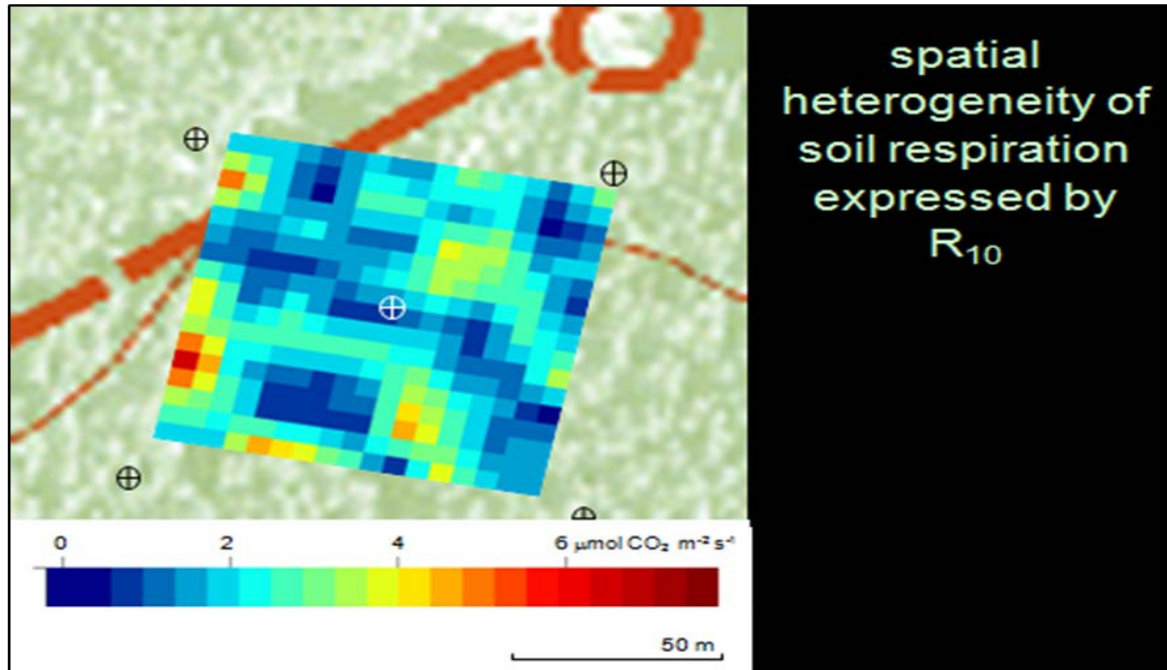 spatial
heterogeneity of
soil respiration
expressed by
R₁₀
0 2 4 6 μmol CO₂ m⁻² s⁻¹
50 m